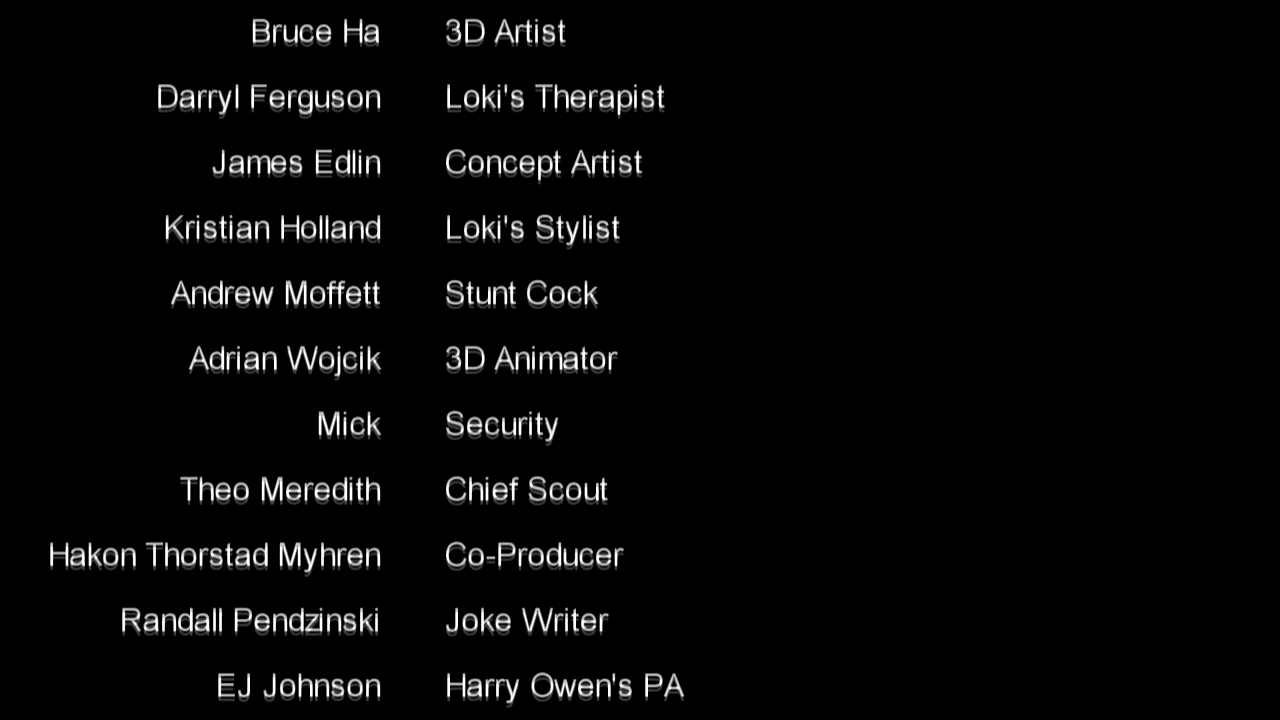 Bruce Ha 3D Artist
Darryl Ferguson Loki's Therapist
James Edlin Concept Artist
Kristian Holland Loki's Stylist
Andrew Moffett Stunt Cock
Adrian Wojcik 3D Animator
Mick Security
Theo Meredith Chief Scout
Hakon Thorstad Myhren Co-Producer
Randall Pendzinski Joke Writer
EJ Johnson Harry Owen's PA